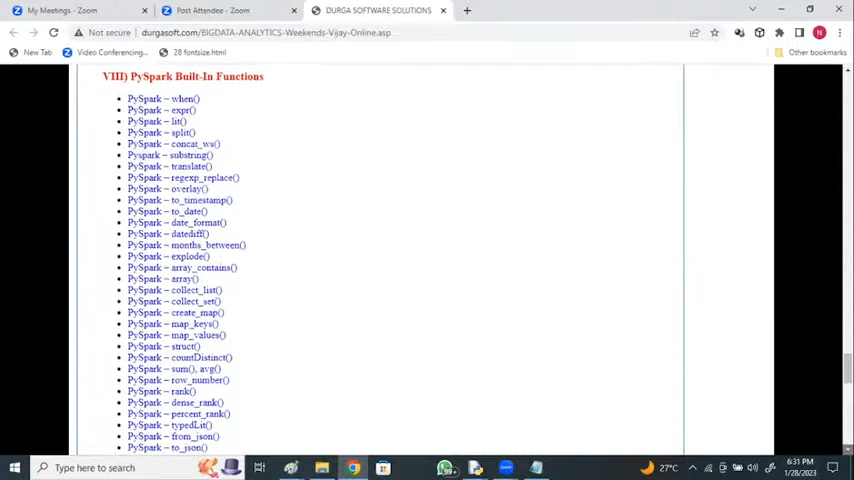 My Meetings - Zoom
Post Attendee - Zoom
DURGA SOFTWARE SOLUTIONS
Not secure
durgasoft.com/BIGDATA-ANALYTICS-Weekends-Vijay-Online.asp
N
New Tab
Video Conferencing...
28 fontsize.html
Other bookmarks
VIII) PySpark Built-In Functions
PySpark – when()
PySpark – expr()
PySpark – lit()
PySpark – split()
PySpark – concat_ws()
Pyspark – substring()
PySpark – translate()
PySpark – regexp_replace()
PySpark – overlay()
PySpark – to_timestamp()
PySpark – to_date()
PySpark – date_format()
PySpark – datediff()
PySpark – months_between()
PySpark – explode()
PySpark – array_contains()
PySpark – array()
PySpark – collect_list()
PySpark – collect_set()
PySpark – create_map()
PySpark – map_keys()
PySpark – map_values()
PySpark – struct()
PySpark – countDistinct()
PySpark – sum(), avg()
PySpark – row_number()
PySpark – rank()
PySpark – dense_rank()
PySpark – percent_rank()
PySpark – typedLit()
PySpark – from_json()
PySpark – to_json()
Type here to search
99+
zoom
27°C
6:31 PM
1/28/2023